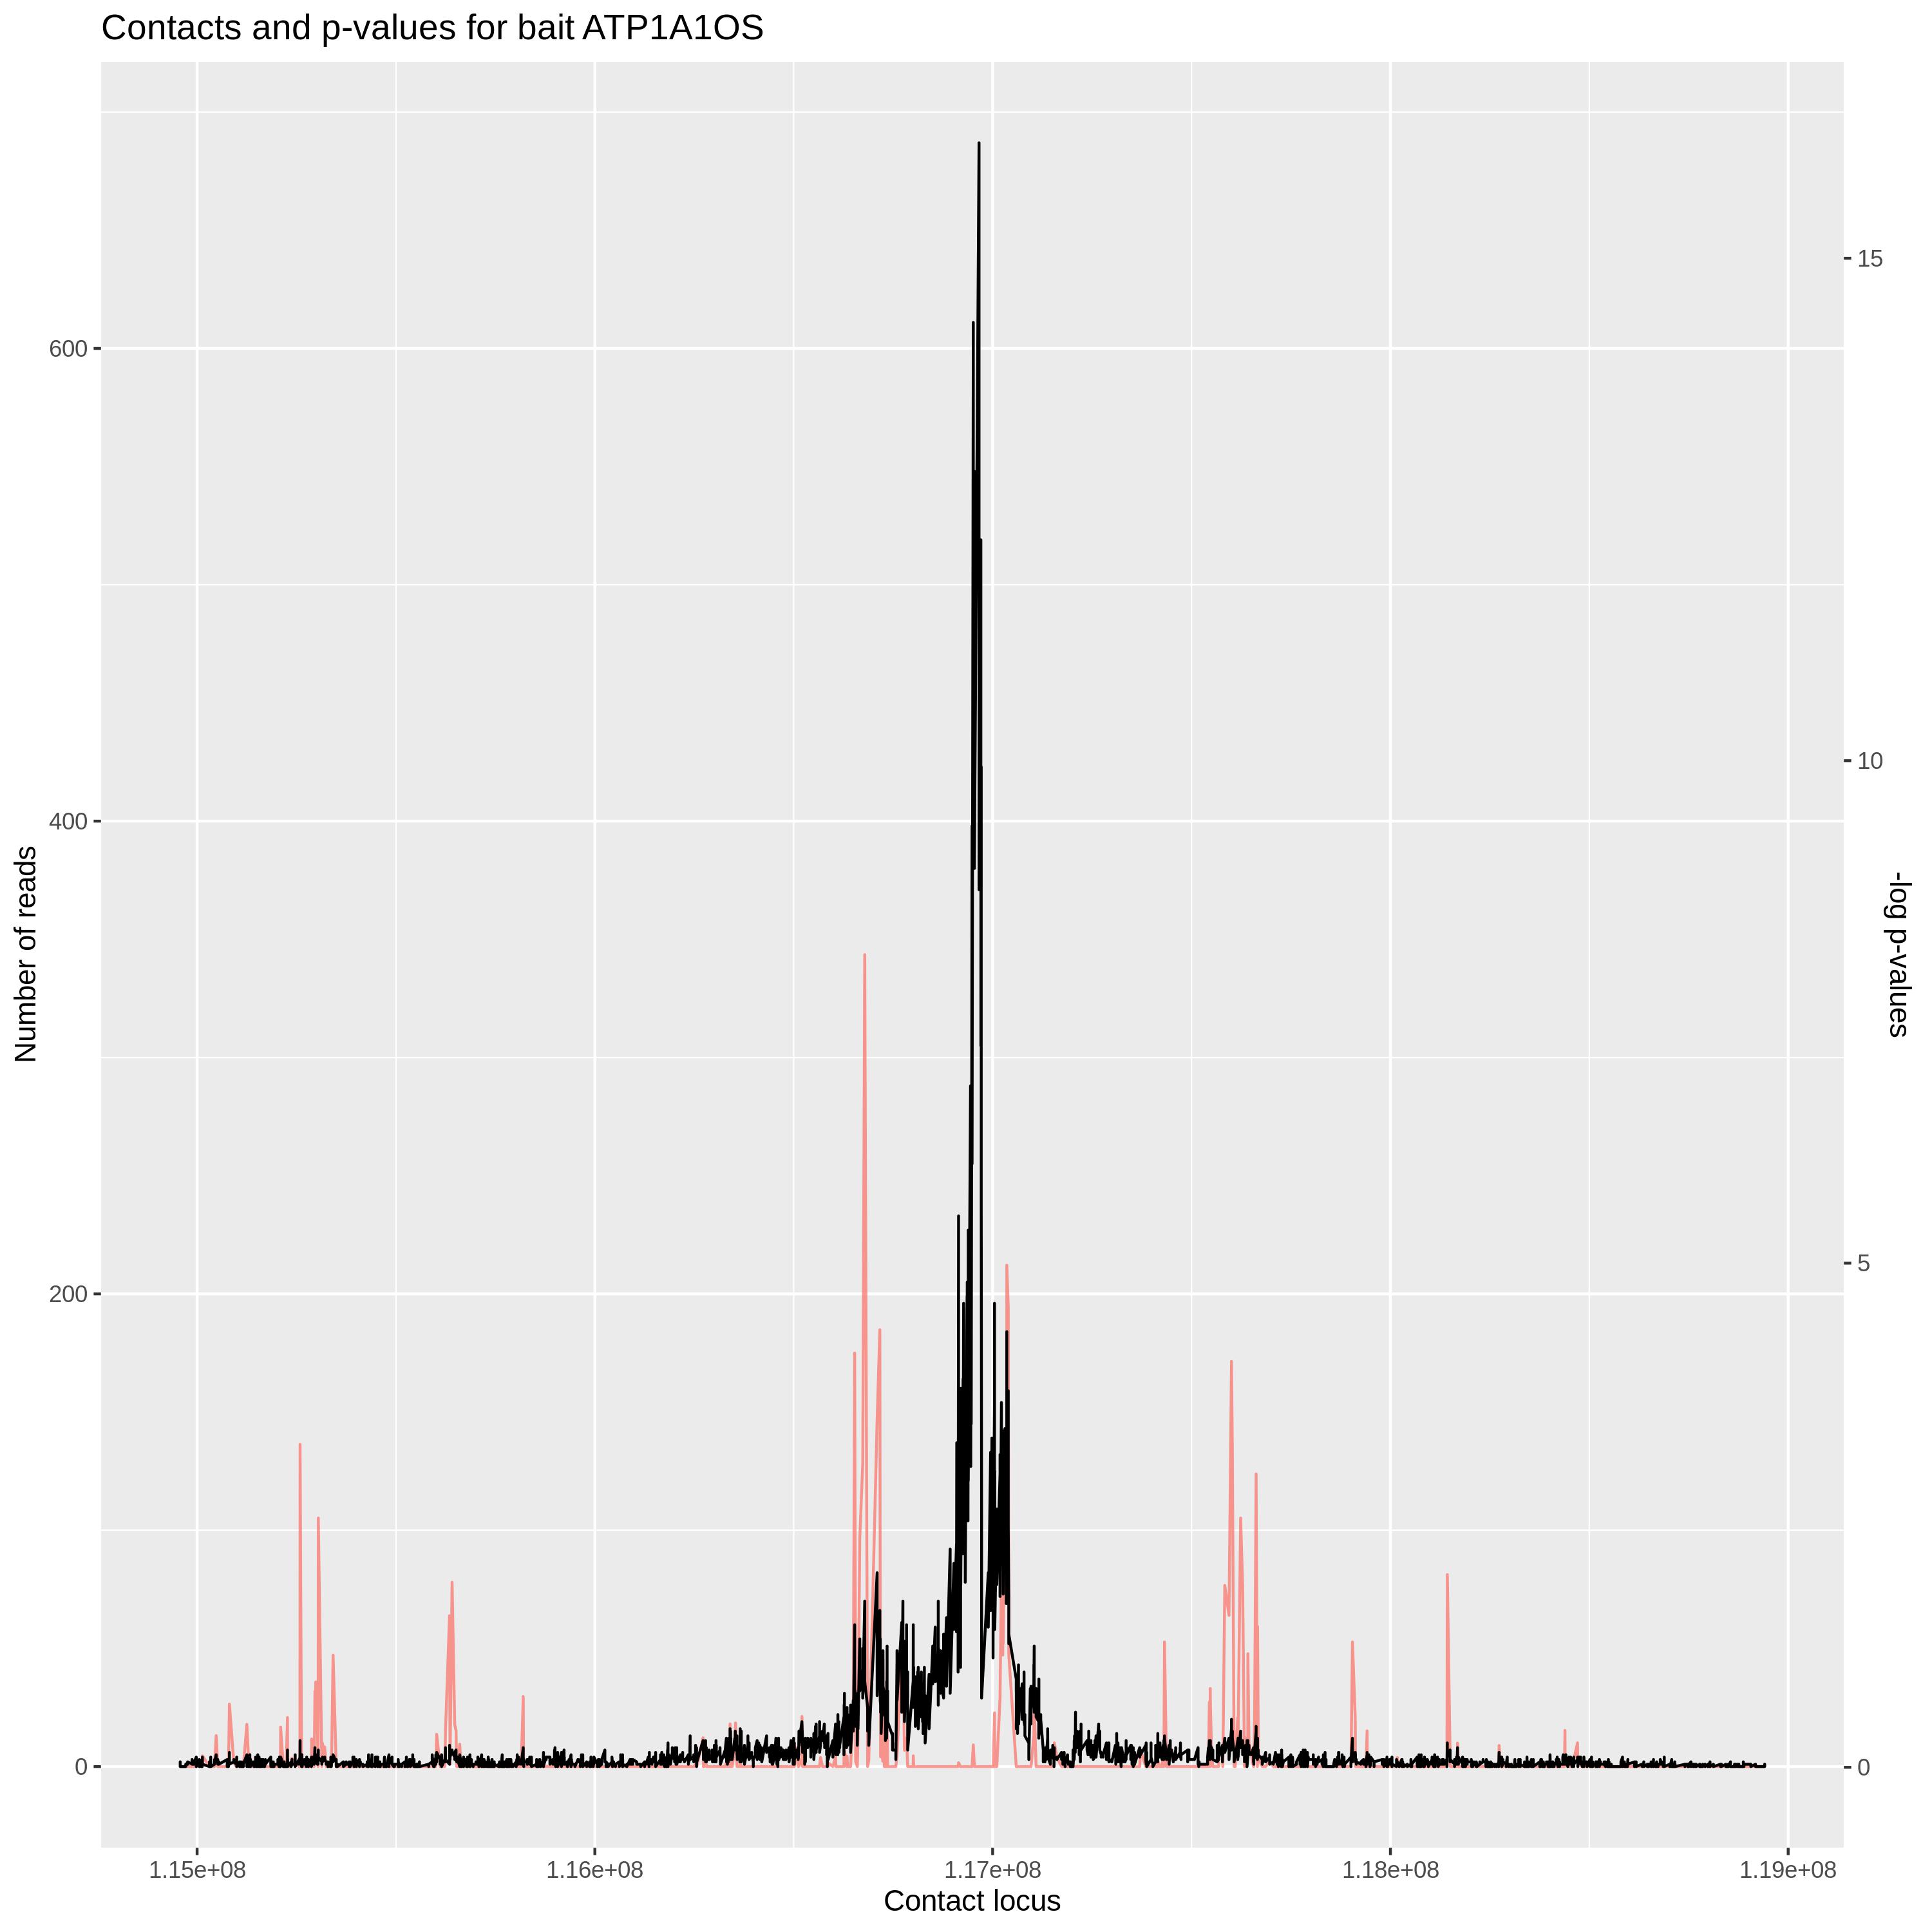 Contacts and p-values for bait ATP1A1OS
Number of reads
600
400
200
0
15
10
5
0
-log p-values
1.15e+08
1.16e+08
1.17e+08
1.18e+08
1.19e+08
Contact locus